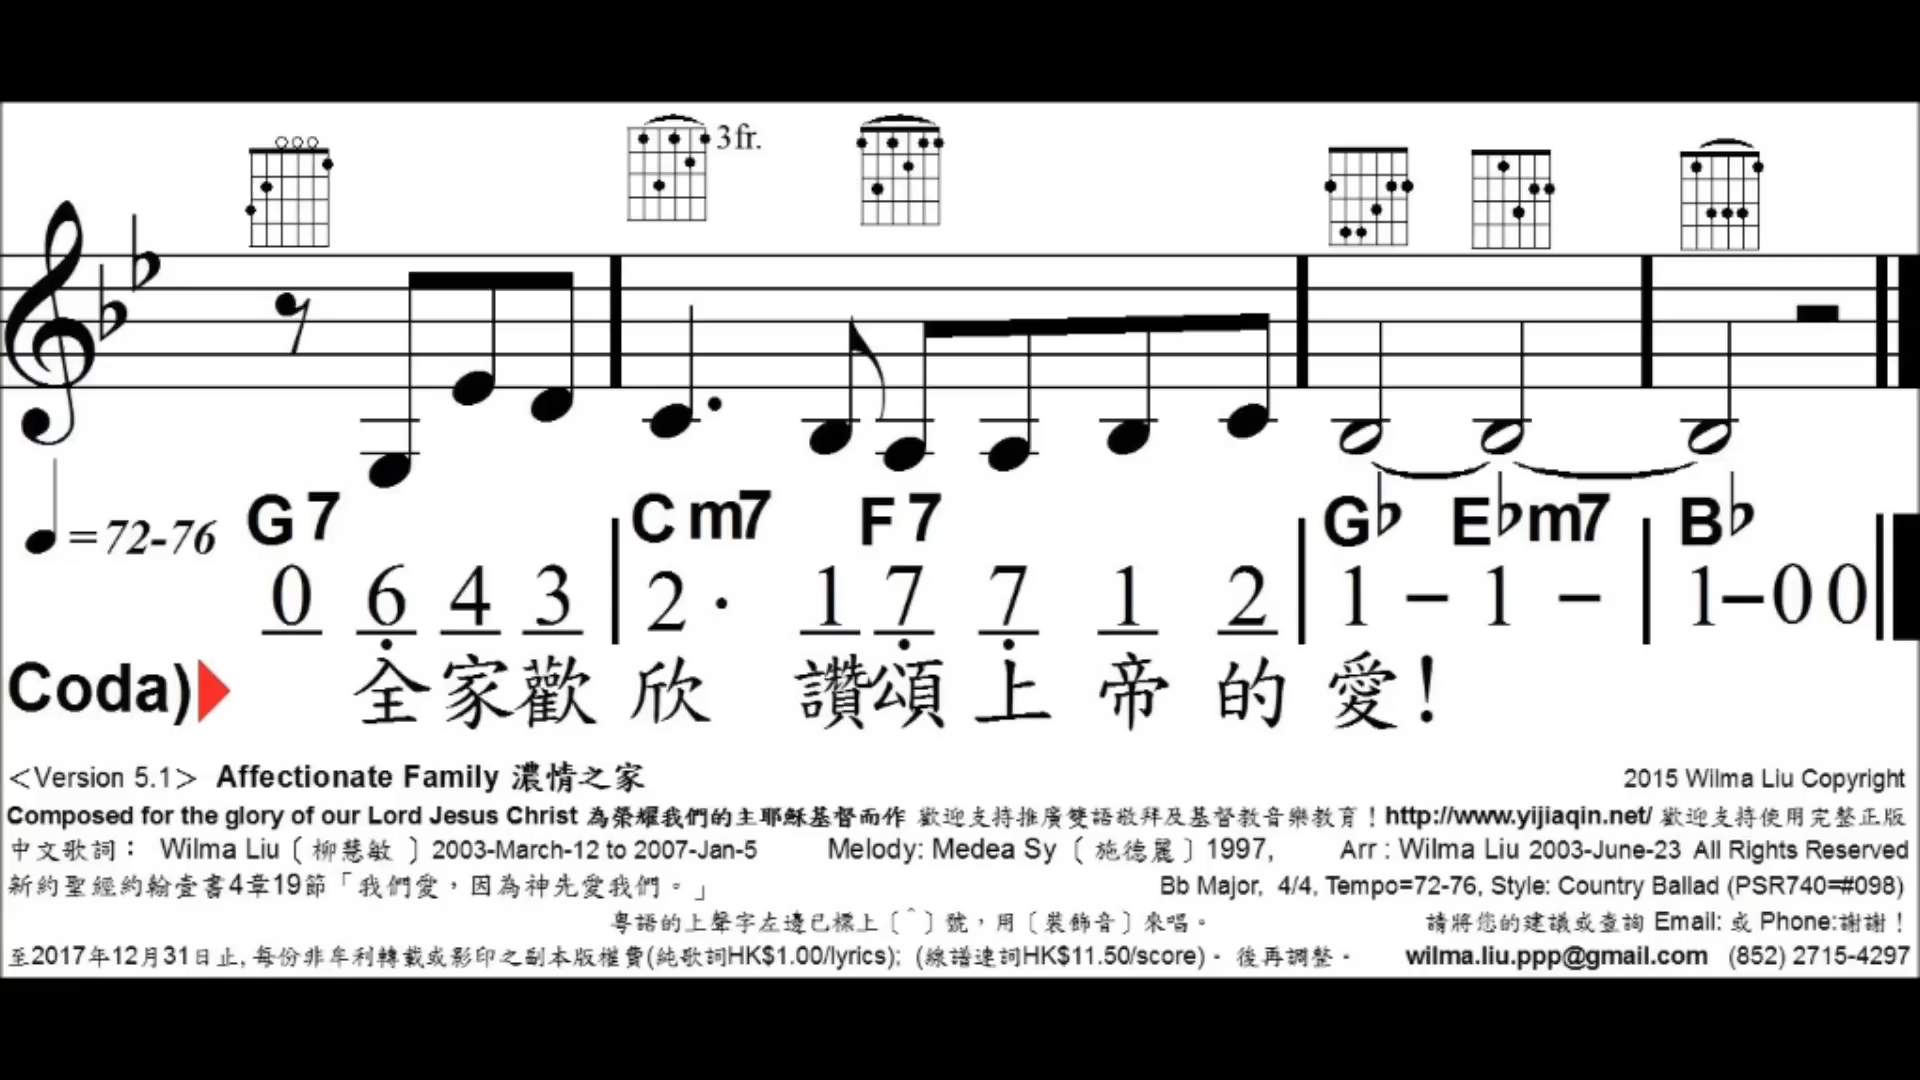 3fr.
3fr.
=72-76 G7 Cm7 F7 G♭ E♭m7 B♭
0 6 4 3 | 2 · 1 7 7 1 2 | 1 – 1 – | 1–00
Coda) 全家歡欣 讚頌上帝的愛！
<Version 5.1> Affectionate Family 濃情之家 2015 Wilma Liu Copyright
Composed for the glory of our Lord Jesus Christ 為榮耀我們的主耶穌基督而作 歡迎支持推廣雙語敬拜及基督教音樂教育！http://www.yijiaqin.net/ 歡迎支持使用完整正版
中文歌詞： Wilma Liu〔柳慧敏〕2003-March-12 to 2007-Jan-5 Melody: Medea Sy〔施德麗〕1997, Arr : Wilma Liu 2003-June-23 All Rights Reserved
新約聖經約翰壹書4章19節「我們愛，因為神先愛我們。」 Bb Major, 4/4, Tempo=72-76, Style: Country Ballad (PSR740=#098)
粵語的上聲字左邊已標上〔ˆ〕號，用〔裝飾音〕來唱。 請將您的建議或查詢 Email: 或 Phone:謝謝！
至2017年12月31日止, 每份非牟利轉載或影印之副本版權費(純歌詞HK$1.00/lyrics); (線譜連詞HK$11.50/score)。後再調整。 wilma.liu.ppp@gmail.com (852) 2715-4297